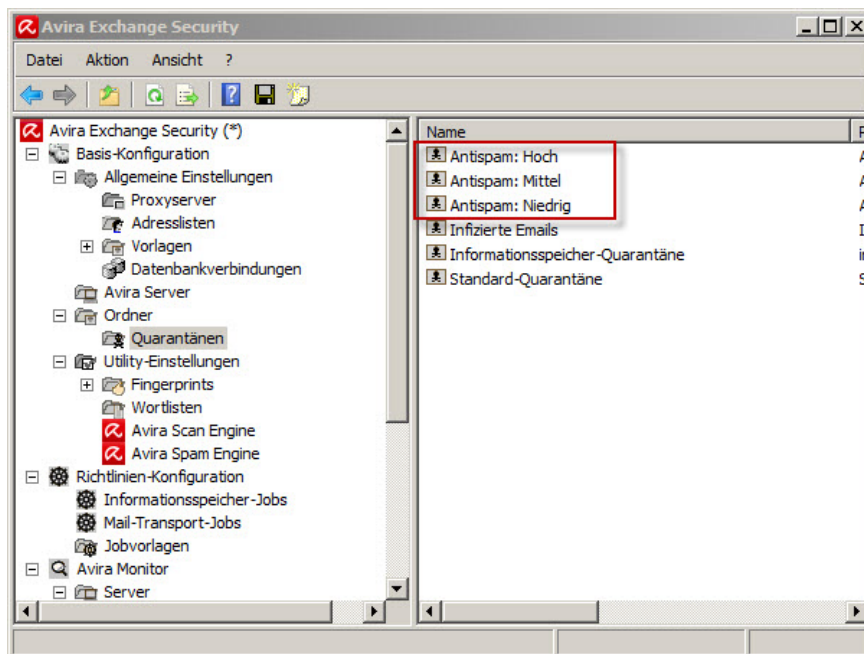 Avira Exchange Security
Datei Aktion Ansicht ?
Avira Exchange Security (*)
Basis-Konfiguration
Allgemeine Einstellungen
Proxyserver
Adresslisten
Vorlagen
Datenbankverbindungen
Avira Server
Ordner
Quarantänen
Utility-Einstellungen
Fingerprints
Wortlisten
Avira Scan Engine
Avira Spam Engine
Richtlinien-Konfiguration
Informationsspeicher-Jobs
Mail-Transport-Jobs
Jobvorlagen
Avira Monitor
Server
Name
Antispam: Hoch
Antispam: Mittel
Antispam: Niedrig
Infizierte Emails
Informationsspeicher-Quarantäne
Standard-Quarantäne